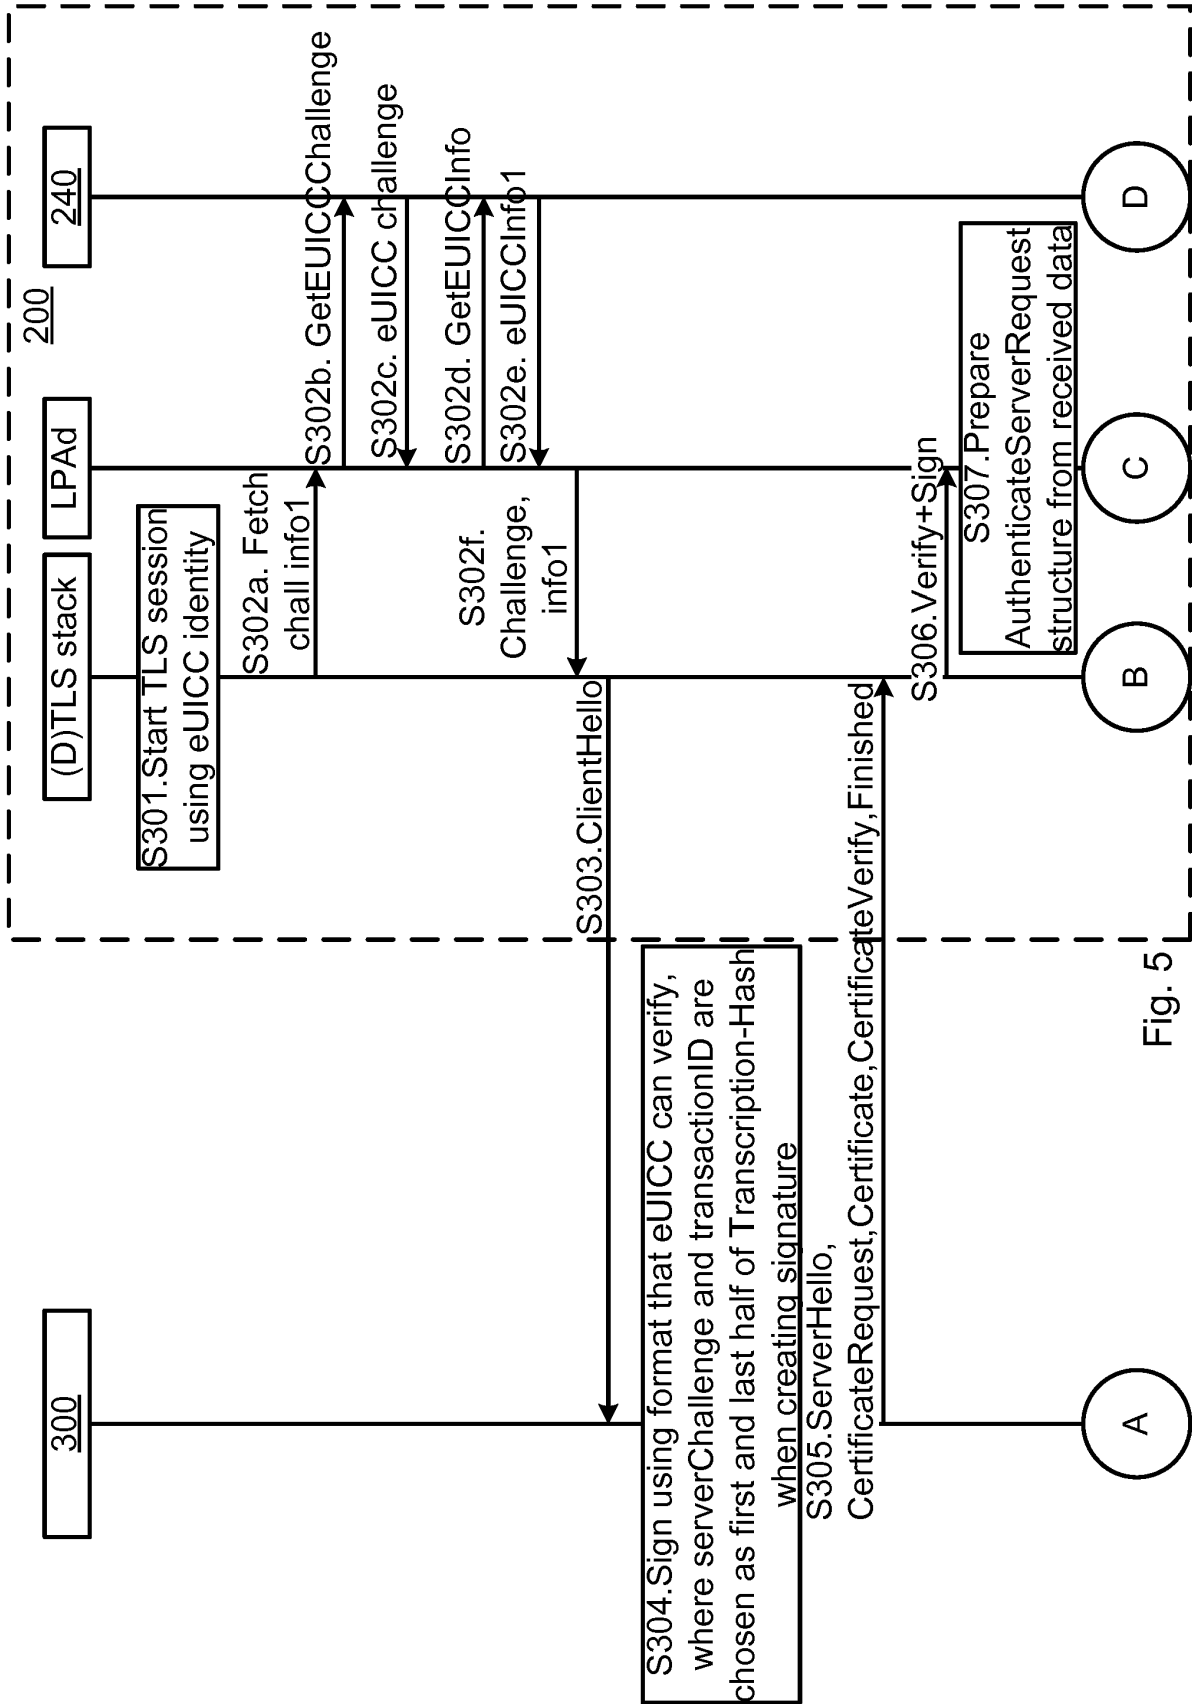 300
200
(D)TLS stack
LPAd
240
S301.Start TLS session
using eUICC identity
S302a. Fetch
chall info1
S302b. GetEUICCChallenge
S302c. eUICC challenge
S302d. GetEUICCInfo
S302e. eUICCInfo1
S302f.
Challenge,
info1
S303.ClientHello
S304.Sign using format that eUICC can verify,
where serverChallenge and transactionID are
chosen as first and last half of Transcription-Hash
when creating signature
S305.ServerHello,
CertificateRequest,Certificate,CertificateVerify,Finished
S306.Verify+Sign
S307.Prepare
AuthenticateServerRequest
structure from received data
A
B
C
D
Fig. 5